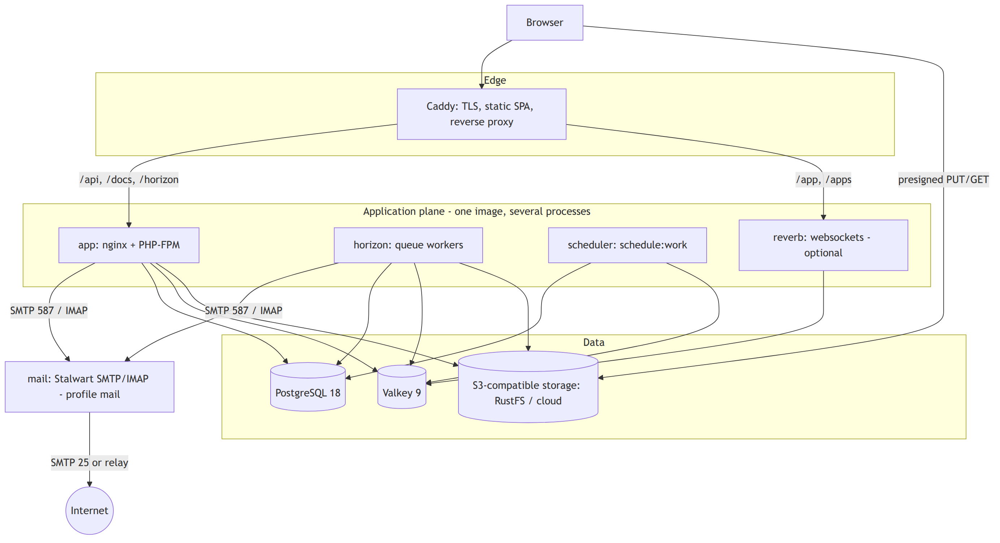 Browser
Edge
Caddy: TLS, static SPA,
reverse proxy
/api, /docs, /horizon
/app, /apps
presigned PUT/GET
Application plane - one image, several processes
app: nginx + PHP-FPM
horizon: queue workers
scheduler: schedule:work
reverb: websockets -
optional
SMTP 587 / IMAP
SMTP 587 / IMAP
Data
mail: Stalwart SMTP/IMAP
- profile mail
PostgreSQL 18
Valkey 9
S3-compatible storage:
RustFS / cloud
SMTP 25 or relay
Internet